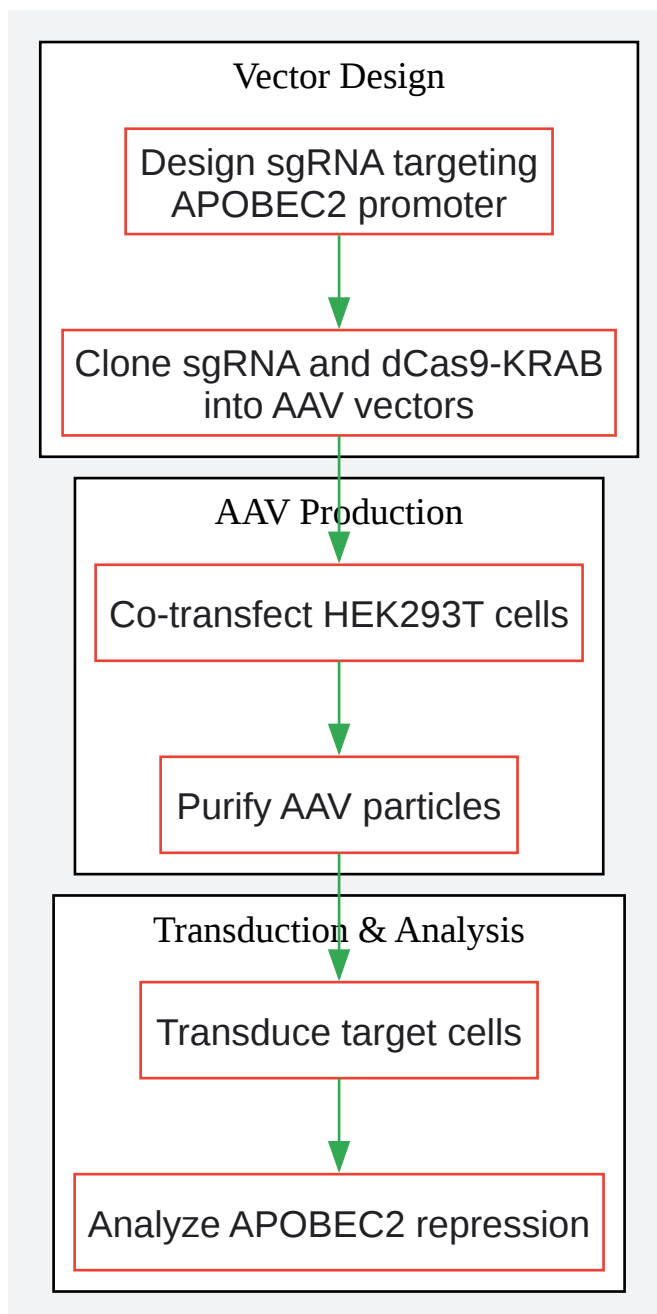 Vector Design
Design sgRNA targeting
APOBEC2 promoter
Clone sgRNA and dCas9-KRAB
into AAV vectors
AAV Production
Co-transfect HEK293T cells
Purify AAV particles
Transduction & Analysis
Transduce target cells
Analyze APOBEC2 repression